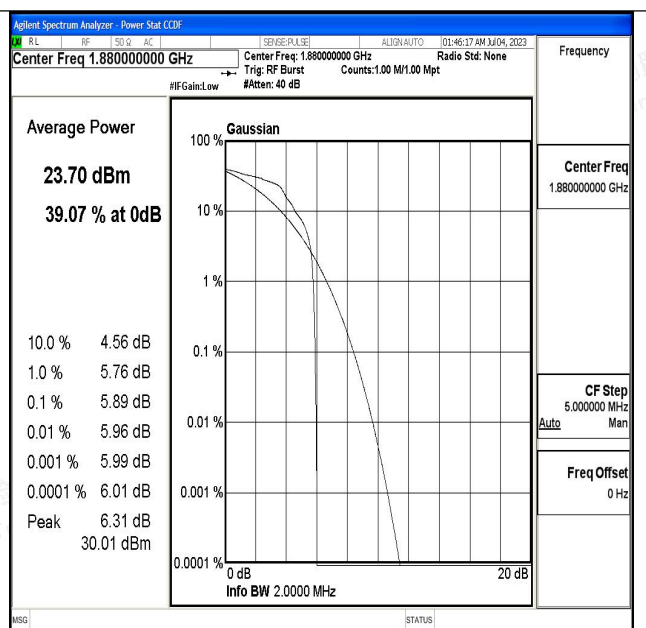 Agilent Spectrum Analyzer - Power Stat CCDF
LXI RL RF 50 Ω AC SENSE:PULSE ALIGN AUTO 01:46:17 AM Jul 04, 2023
Center Freq 1.880000000 GHz
Center Freq: 1.880000000 GHz Radio Std: None
Trig: RF Burst Counts:1.00 M/1.00 Mpt
#IFGain:Low #Atten: 40 dB
Frequency
Average Power
23.70 dBm
39.07 % at 0dB
10.0 % 4.56 dB
1.0 % 5.76 dB
0.1 % 5.89 dB
0.01 % 5.96 dB
0.001 % 5.99 dB
0.0001 % 6.01 dB
Peak 6.31 dB
30.01 dBm
Gaussian
100 %
10 %
1 %
0.1 %
0.01 %
0.001 %
0.0001 %
0 dB 20 dB
Info BW 2.0000 MHz
Center Freq
1.880000000 GHz
CF Step
5.000000 MHz
Auto Man
Freq Offset
0 Hz
MSG STATUS